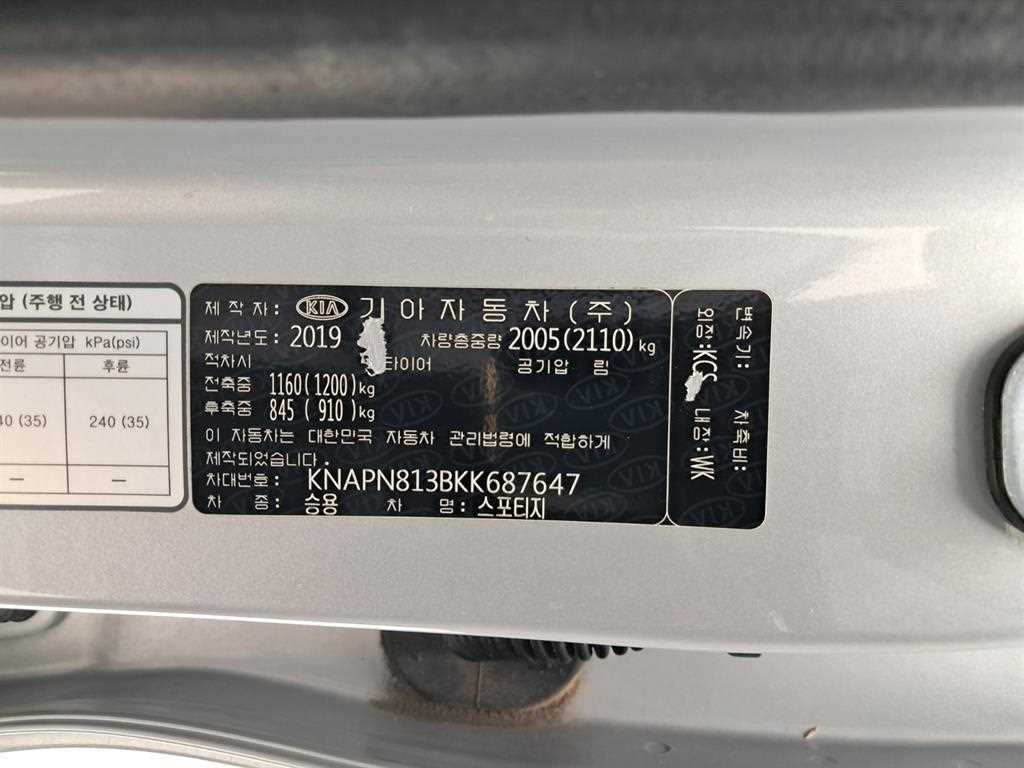 압 (주행 전 상태)
이어 공기압 kPa(psi)
전륜 후륜
40 (35) 240 (35)
– –
– –
제 작 자: KIA 기아자동차(주)
제작년도: 2019 차량총중량 2005(2110)kg
적차시 타이어 공기압 림
전축중 1160(1200)kg
후축중 845 ( 910)kg
이 자동차는 대한민국 자동차 관리법령에 적합하게
제작되었습니다.
차대번호: KNAPN813BKK687647
차 종: 승용 차 명: 스포티지
변속기: 차축비:
외장:KCS 내장:WK